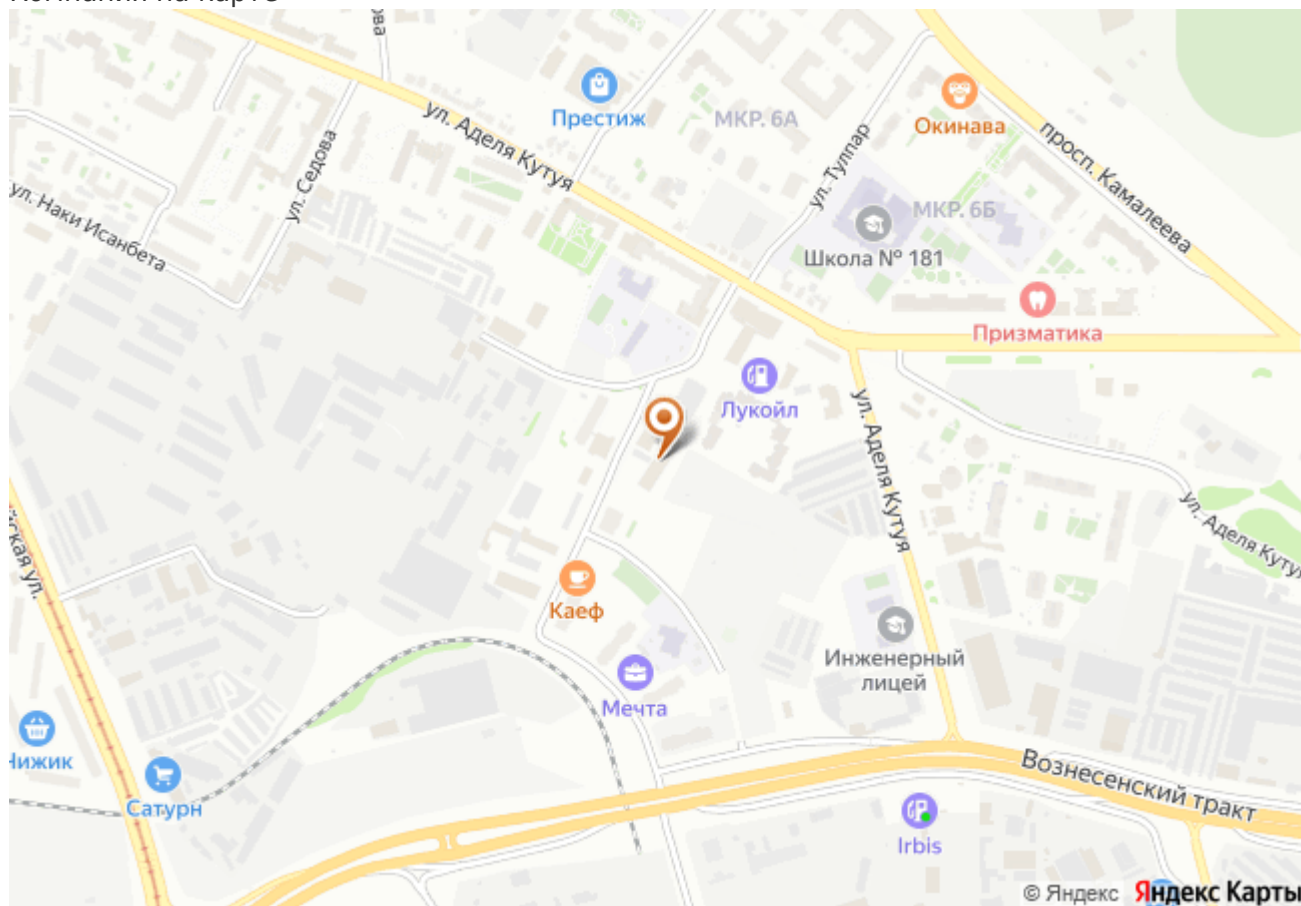 ул. Аделя Кутуя
Престиж
МКР. 6А
Окинава
просп. Камалеева
ул. Седова
ул. Тулпар
МКР. 6Б
ул. Наки Исанбета
Школа № 181
Призматика
Лукойл
ул. Аделя Кутуя
ул. Аделя Кутуя
Каеф
Инженерный
лицей
Мечта
Чижик
Сатурн
Вознесенский тракт
Irbis
© Яндекс Яндекс Карты